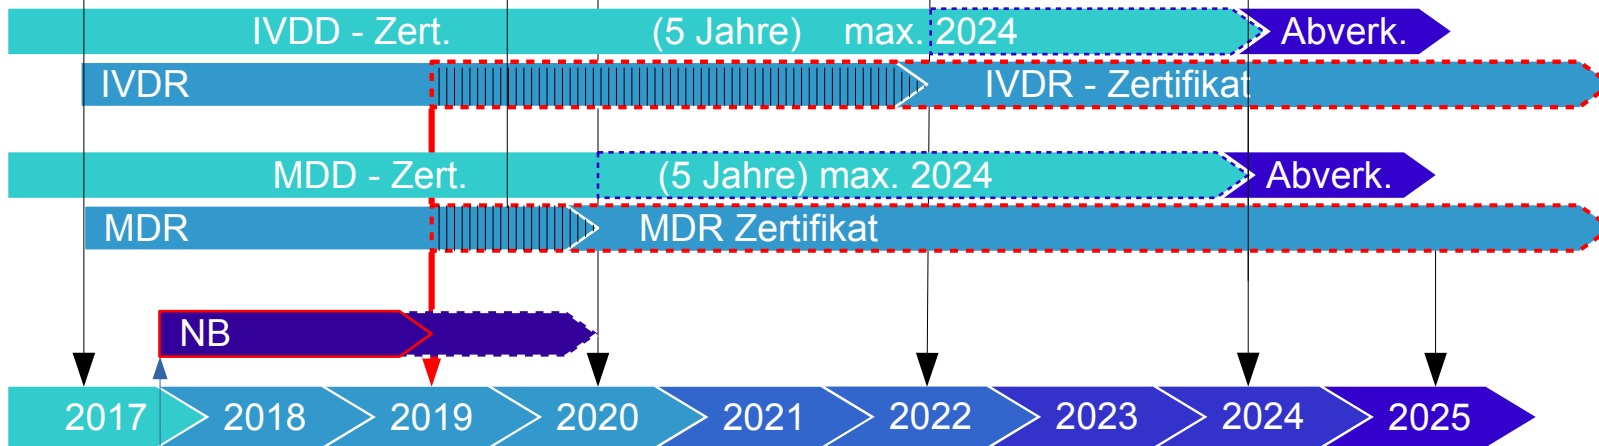 IVDD - Zert. (5 Jahre) max. 2024 Abverk.
IVDR IVDR - Zertifikat
MDD - Zert. (5 Jahre) max. 2024 Abverk.
MDR MDR Zertifikat
NB
2017 2018 2019 2020 2021 2022 2023 2024 2025